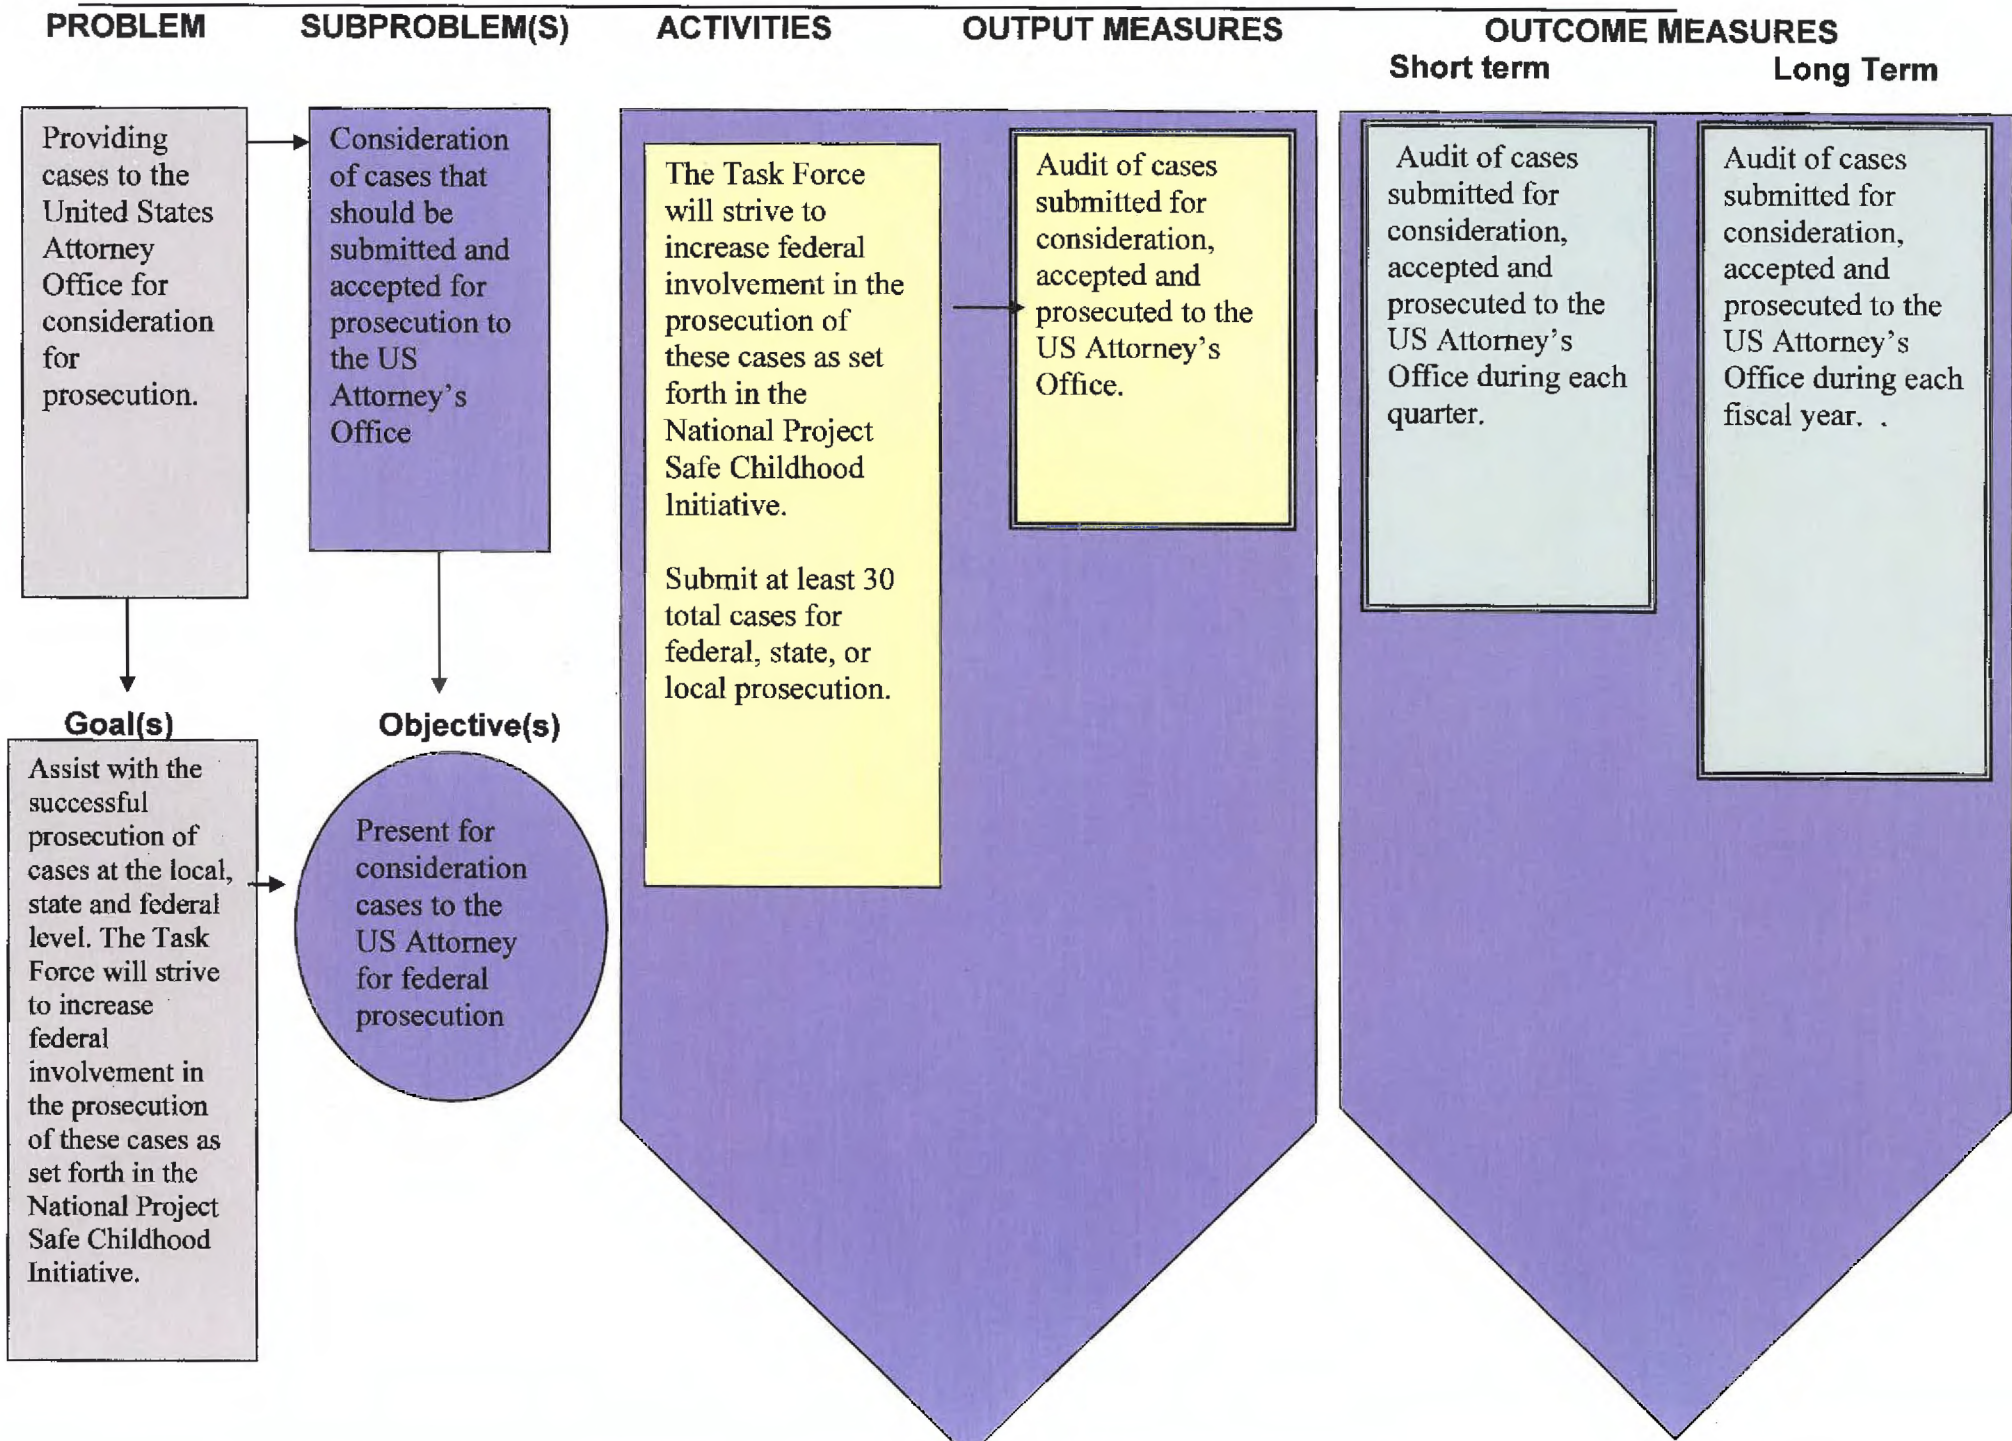 PROBLEM
SUBPROBLEM(S)
ACTIVITIES
OUTPUT MEASURES
OUTCOME MEASURES
Short term
Long Term
Providing
cases to the
United States
Attorney
Office for
consideration
for
prosecution.
Consideration
of cases that
should be
submitted and
accepted for
prosecution to
the US
Attorney's
Office
The Task Force
will strive to
increase federal
involvement in the
prosecution of
these cases as set
forth in the
National Project
Safe Childhood
Initiative.
Submit at least 30
total cases for
federal, state, or
local prosecution.
Audit of cases
submitted for
consideration,
accepted and
prosecuted to the
US Attorney's
Office.
Audit of cases
submitted for
consideration,
accepted and
prosecuted to the
US Attorney's
Office during each
quarter.
Audit of cases
submitted for
consideration,
accepted and
prosecuted to the
US Attorney's
Office during each
fiscal year. .
Goal(s)
Assist with the
successful
prosecution of
cases at the local,
state and federal
level. The Task
Force will strive
to increase
federal
involvement in
the prosecution
of these cases as
set forth in the
National Project
Safe Childhood
Initiative.
Objective(s)
Present for
consideration
cases to the
US Attorney
for federal
prosecution